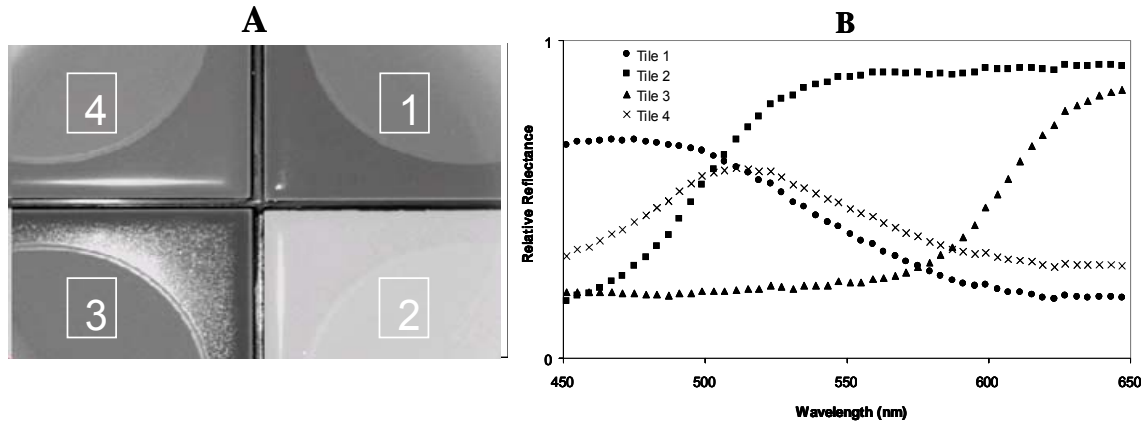 A
4
1
3
2
B
1
Tile 1
Tile 2
Tile 3
Tile 4
Relative Reflectance
0
450
500
550
600
650
Wavelength (nm)